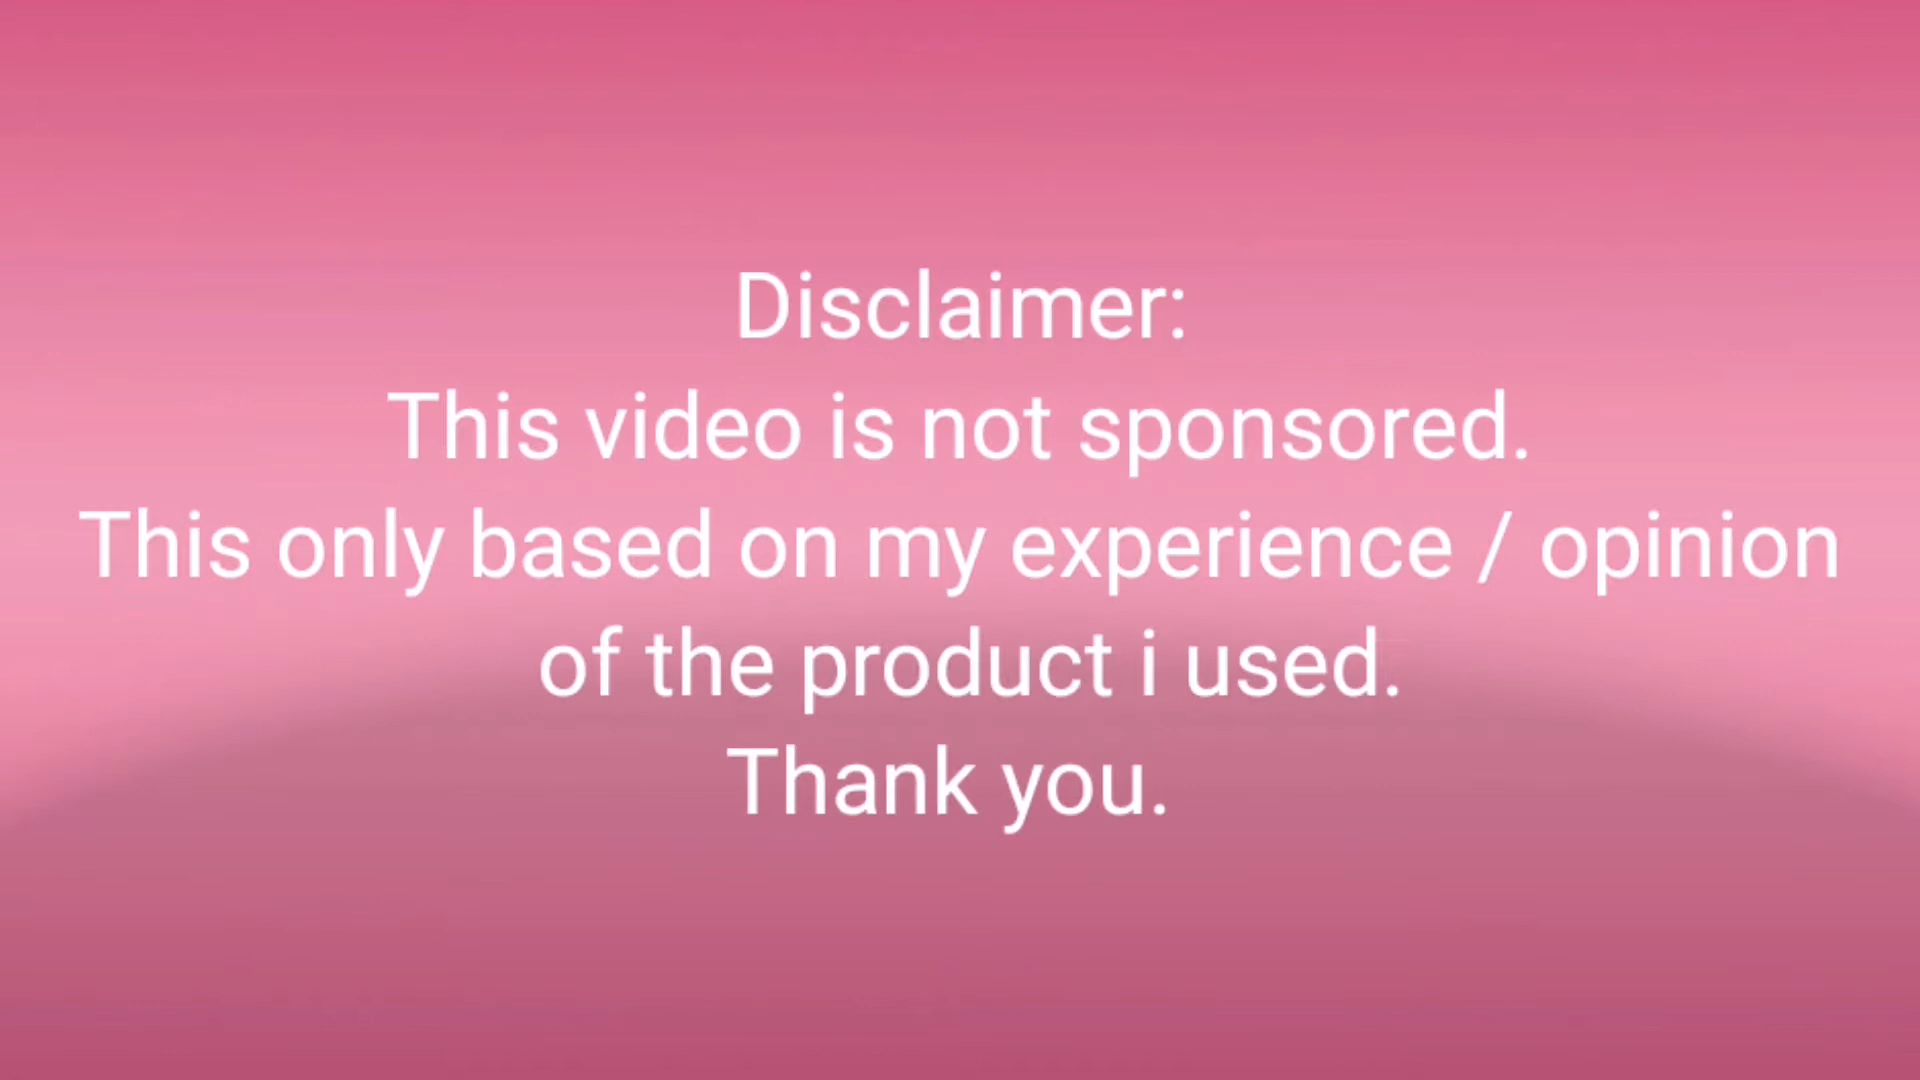 Disclaimer:
This video is not sponsored.
This only based on my experience / opinion
of the product i used.
Thank you.